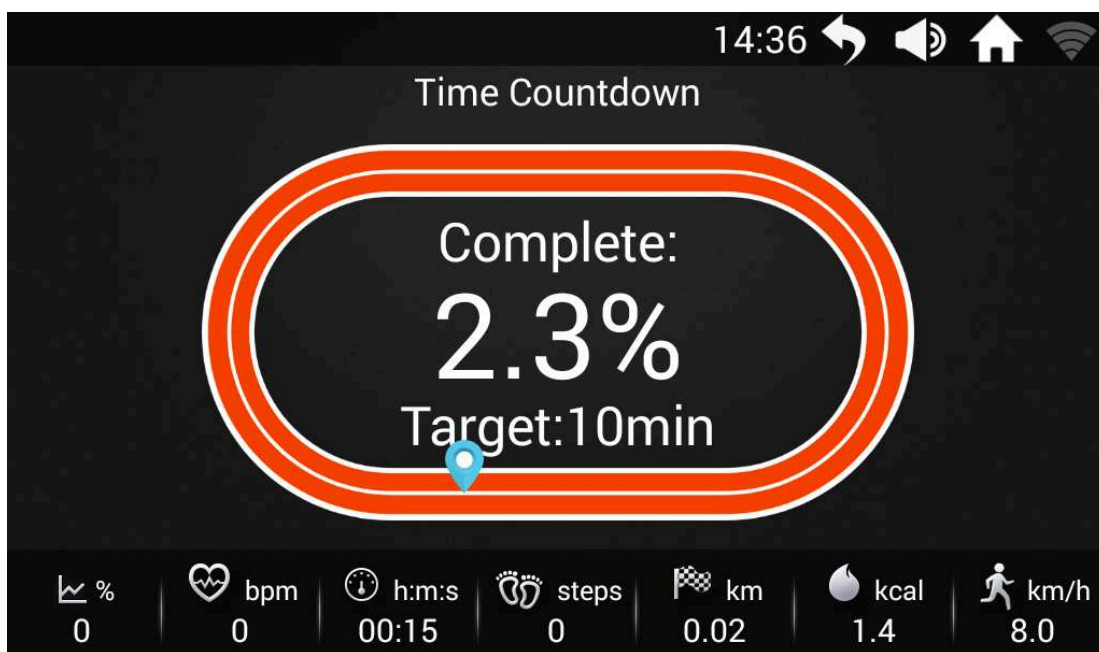 14:36
Time Countdown
Complete:
2.3%
Target:10min
% bpm h:m:s steps km kcal km/h
0 0 00:15 0 0.02 1.4 8.0